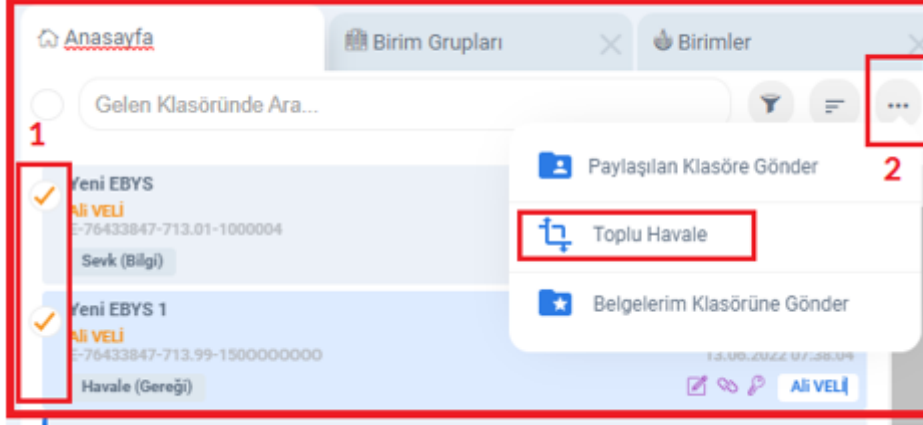 Anasayfa
Birim Grupları
Birimler
Gelen Klasöründe Ara...
1
2
Paylaşılan Klasöre Gönder
Toplu Havale
Belgelerim Klasörüne Gönder
Yeni EBYS
Ali VELİ
E-76433847-713.01-1000004
Sevk (Bilgi)
Yeni EBYS 1
Ali VELİ
E-76433847-713.99-1500000000
13.06.2022 07:38:04
Havale (Gereği)
Ali VELİ